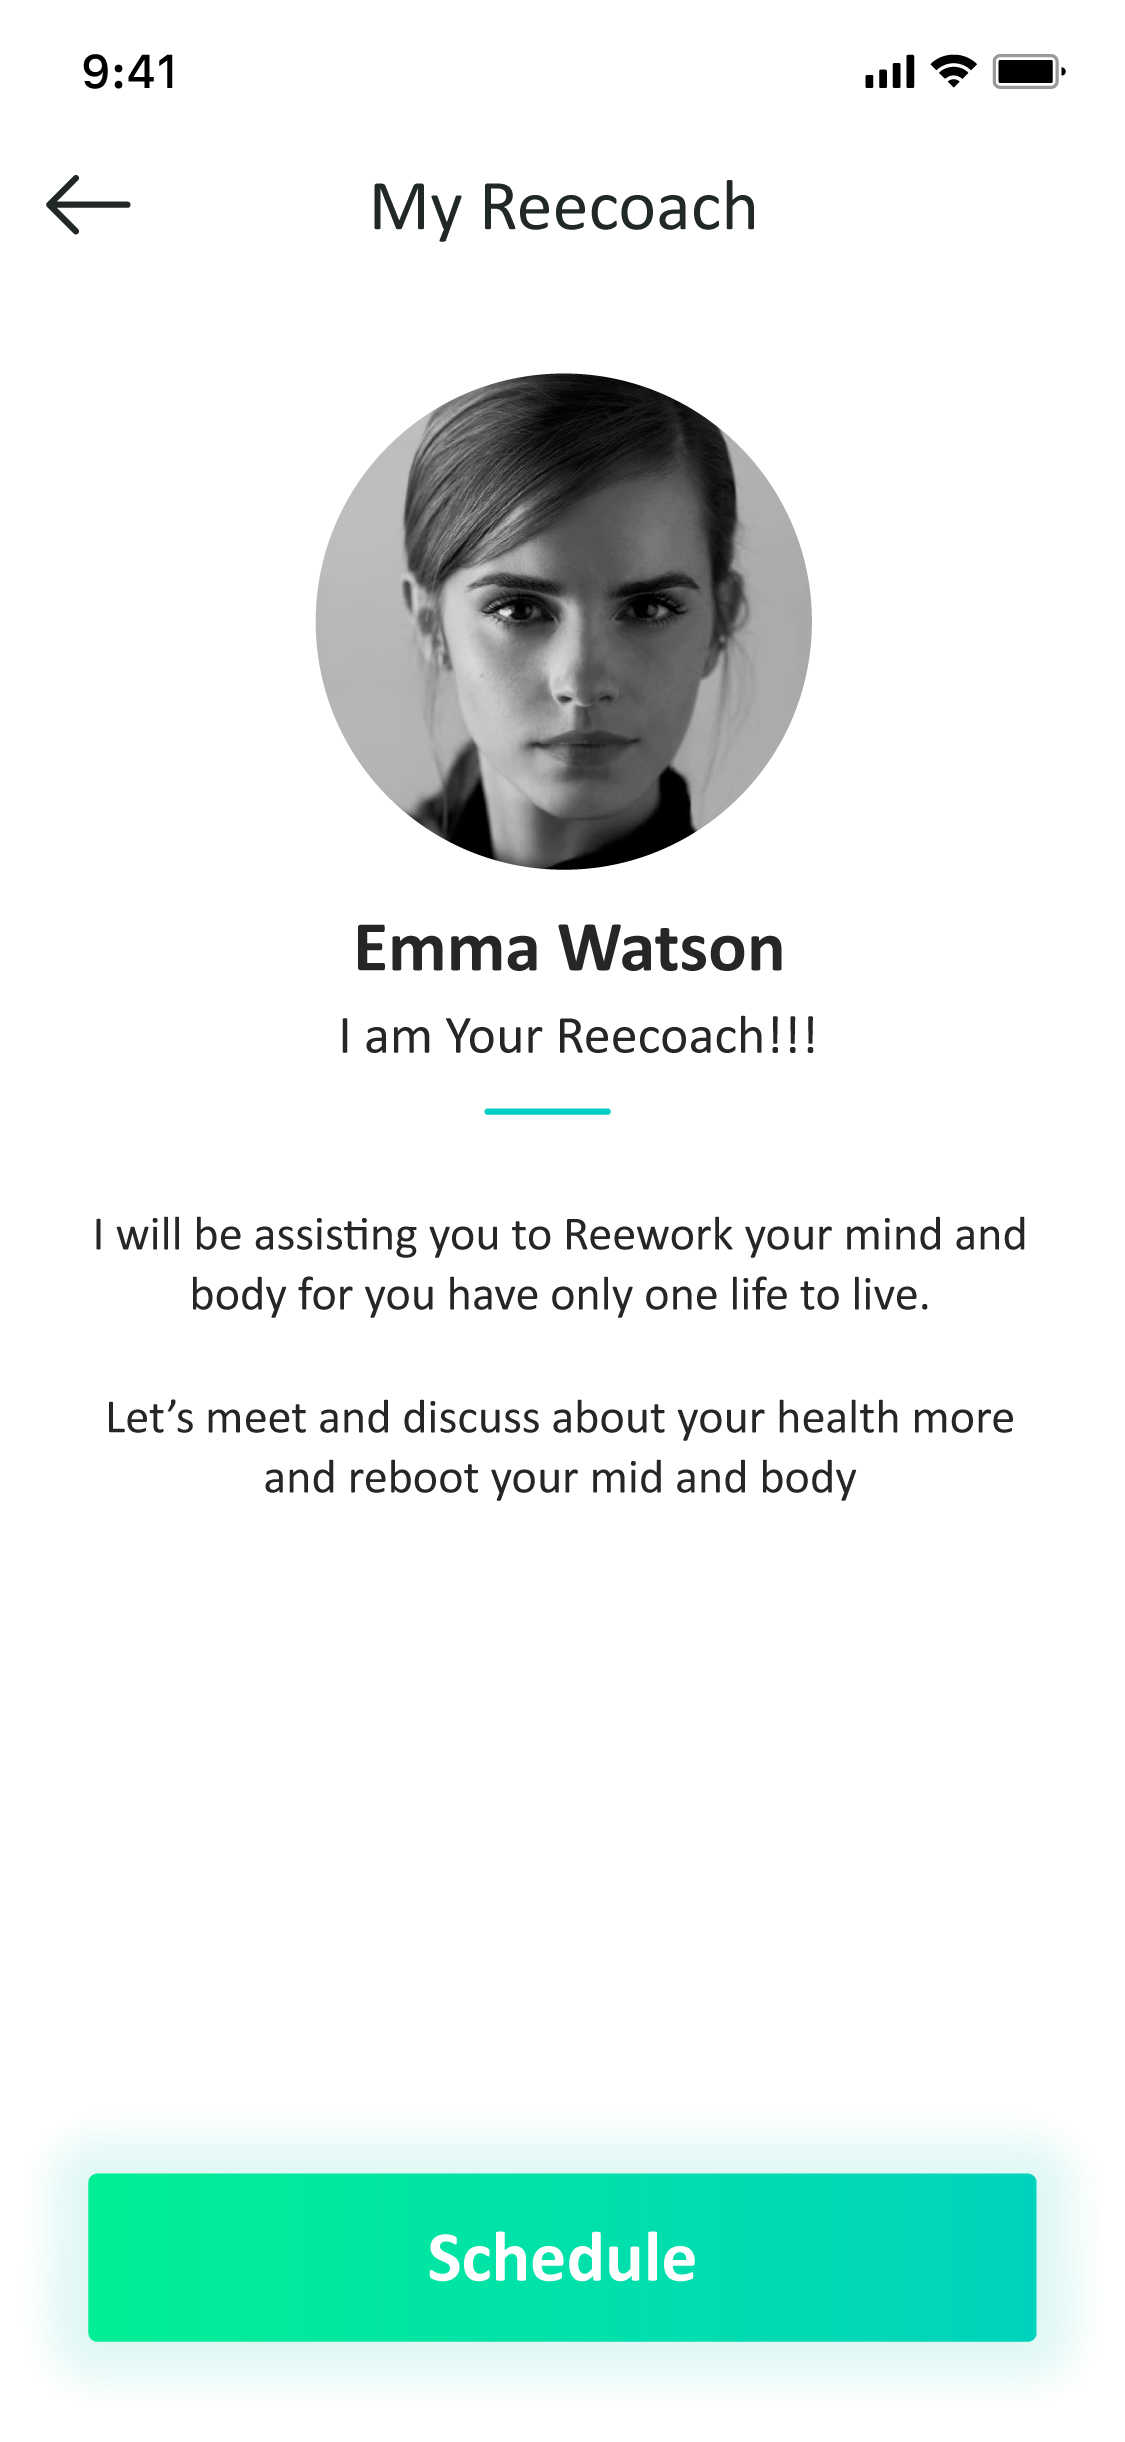 9:41
My Reecoach
Emma Watson
I am Your Reecoach!!!
I will be assisting you to Reework your mind and
body for you have only one life to live.
Let’s meet and discuss about your health more
and reboot your mid and body
Schedule